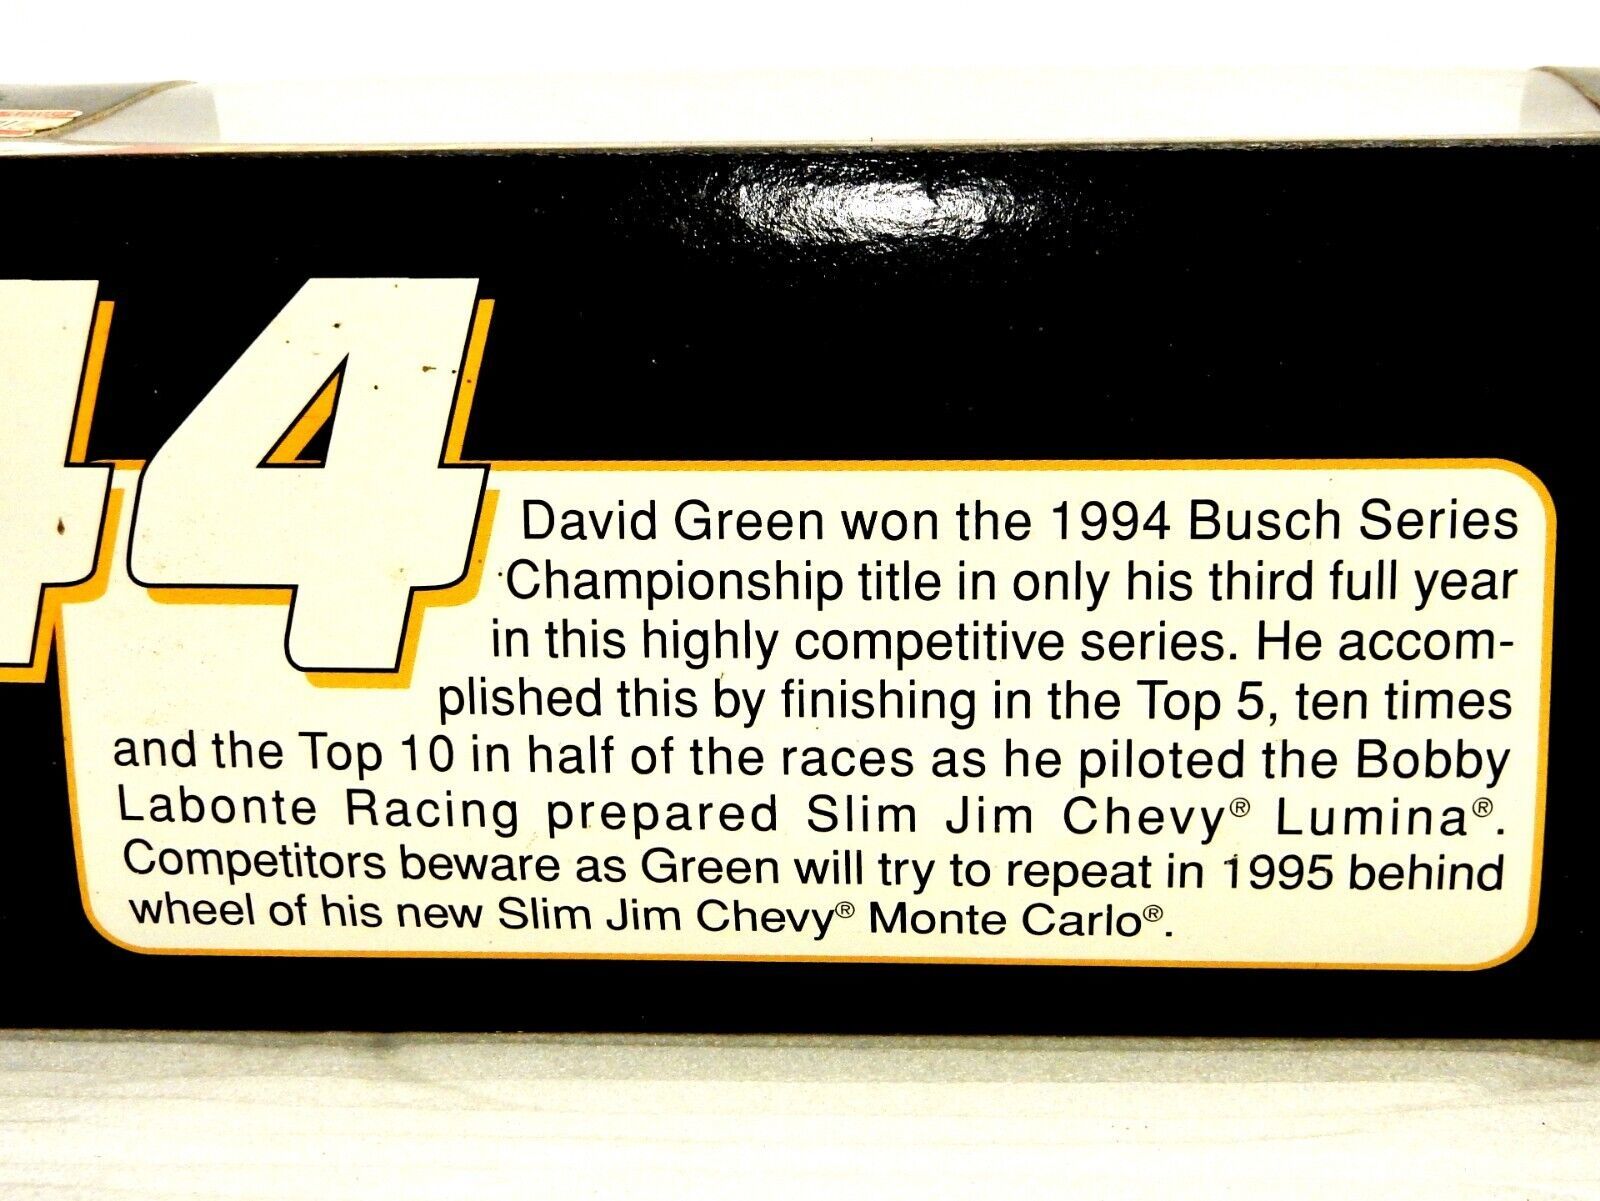 44
David Green won the 1994 Busch Series
Championship title in only his third full year
in this highly competitive series. He accom-
plished this by finishing in the Top 5, ten times
and the Top 10 in half of the races as he piloted the Bobby
Labonte Racing prepared Slim Jim Chevy® Lumina®.
Competitors beware as Green will try to repeat in 1995 behind
wheel of his new Slim Jim Chevy® Monte Carlo®.